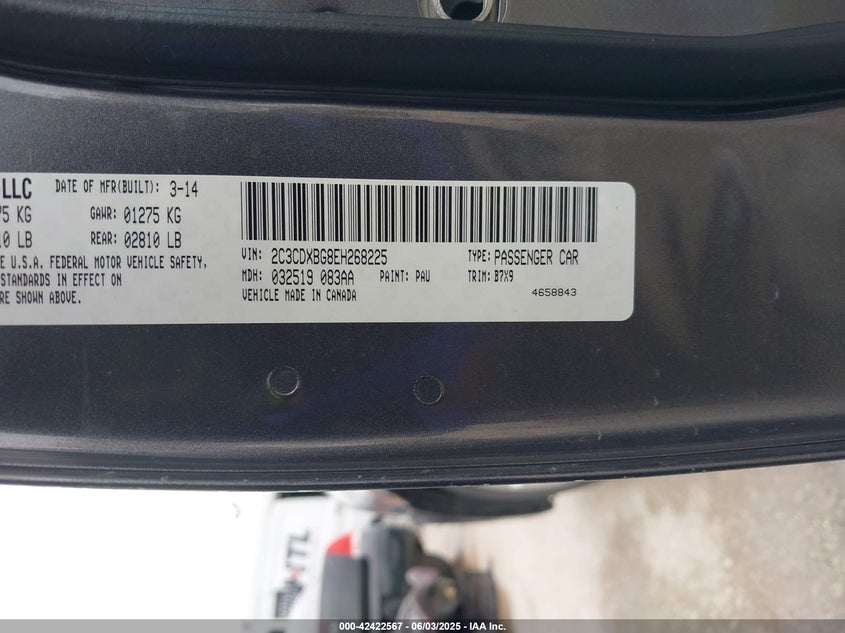 LLC DATE OF MFR(BUILT): 3-14
75 KG GAWR: 01275 KG
10 LB REAR: 02810 LB
E U.S.A. FEDERAL MOTOR VEHICLE SAFETY,
STANDARDS IN EFFECT ON
RE SHOWN ABOVE.
VIN: 2C3CDXBG8EH268225 TYPE: PASSENGER CAR
MDH: 032519 083AA PAINT: PAU TRIM: B7X9
VEHICLE MADE IN CANADA 4658843
HTL
000-42422567 | 06/03/2025 | IAA Inc.